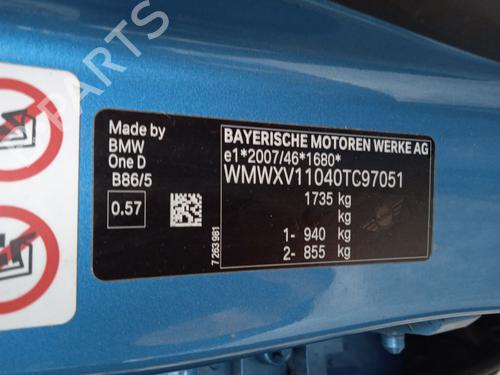 PARTS
Made by
BMW
One D
B86/5
0.57
7 263 981
BAYERISCHE MOTOREN WERKE AG
e1*2007/46*1680*
WMWXV11040TC97051
1735 kg
kg
1- 940 kg
2- 855 kg